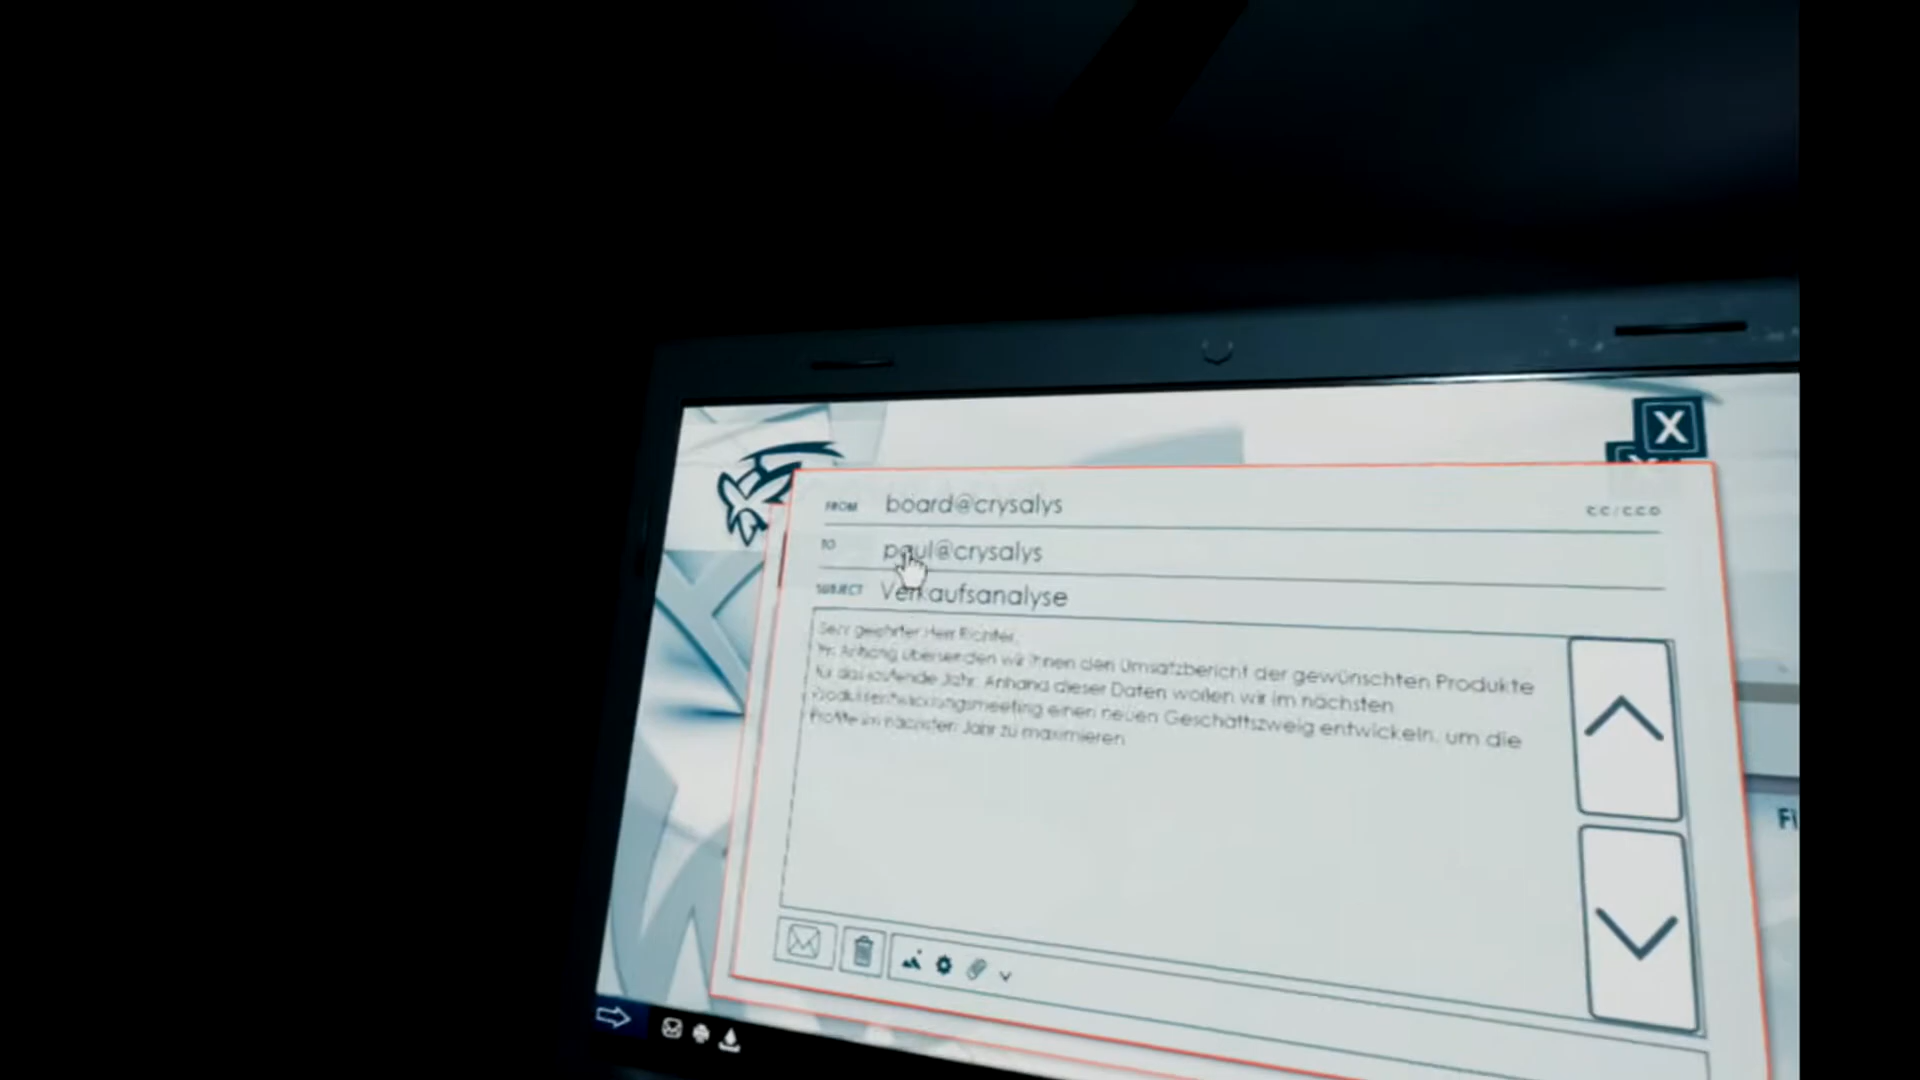 X
FROM board@crysalys CC/CCO
TO paul@crysalys
SUBJECT Verkaufsanalyse
Sehr geehrter Herr Richter,
Im Anhang übersenden wir Ihnen den Umsatzbericht der gewünschten Produkte
für das laufende Jahr. Anhand dieser Daten wollen wir im nächsten
Produktentwicklungsmeeting einen neuen Geschäftszweig entwickeln, um die
Profite im nächsten Jahr zu maximieren